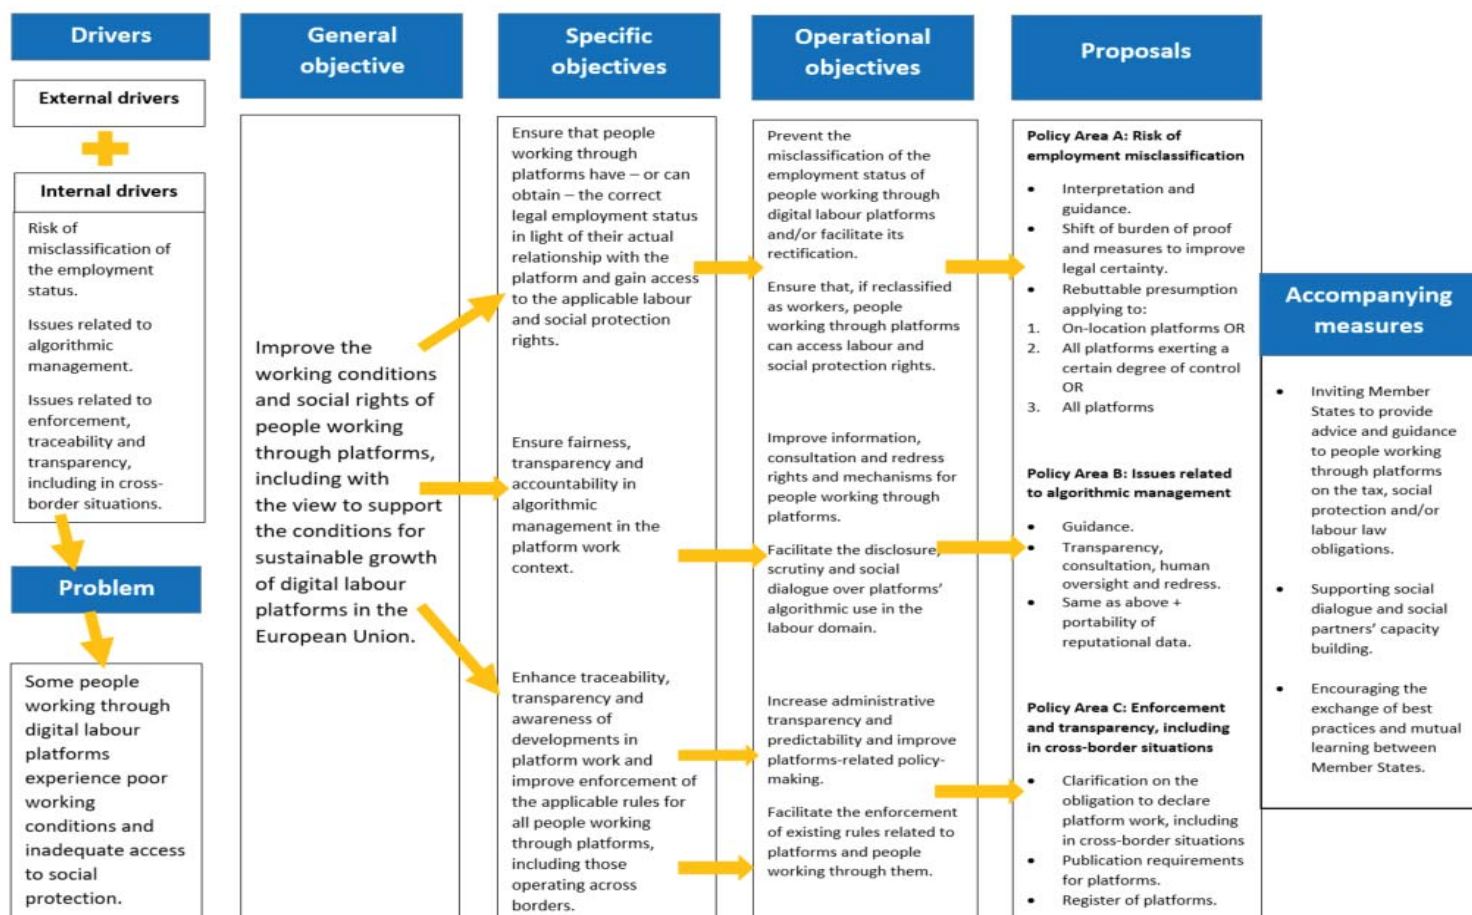 Drivers
External drivers
Internal drivers
Risk of
misclassification of
the employment
status.
Issues related to
algorithmic
management.
Issues related to
enforcement,
traceability and
transparency,
including in cross-
border situations.
Problem
Some people
working through
digital labour
platforms
experience poor
working
conditions and
inadequate access
to social
protection.
General
objective
Improve the
working conditions
and social rights of
people working
through platforms,
including with
the view to support
the conditions for
sustainable growth
of digital labour
platforms in the
European Union.
Specific
objectives
Ensure that people
working through
platforms have – or can
obtain – the correct
legal employment status
in light of their actual
relationship with the
platform and gain access
to the applicable labour
and social protection
rights.
Ensure fairness,
transparency and
accountability in
algorithmic
management in the
platform work
context.
Enhance traceability,
transparency and
awareness of
developments in
platform work and
improve enforcement of
the applicable rules for
all people working
through platforms,
including those
operating across
borders.
Operational
objectives
Prevent the
misclassification of the
employment status of
people working through
digital labour platforms
and/or facilitate its
rectification.
Ensure that, if reclassified
as workers, people
working through platforms
can access labour and
social protection rights.
Improve information,
consultation and redress
rights and mechanisms for
people working through
platforms.
Facilitate the disclosure,
scrutiny and social
dialogue over platforms'
algorithmic use in the
labour domain.
Increase administrative
transparency and
predictability and improve
platforms-related policy-
making.
Facilitate the enforcement
of existing rules related to
platforms and people
working through them.
Proposals
Policy Area A: Risk of
employment misclassification
• Interpretation and
guidance.
• Shift of burden of proof
and measures to improve
legal certainty.
• Rebuttable presumption
applying to:
1. On-location platforms OR
2. All platforms exerting a
certain degree of control
OR
3. All platforms
Policy Area B: Issues related
to algorithmic management
• Guidance.
• Transparency,
consultation, human
oversight and redress.
• Same as above +
portability of
reputational data.
Policy Area C: Enforcement
and transparency, including
in cross-border situations
• Clarification on the
obligation to declare
platform work, including
in cross-border situations
• Publication requirements
for platforms.
• Register of platforms.
Accompanying
measures
• Inviting Member
States to provide
advice and guidance
to people working
through platforms
on the tax, social
protection and/or
labour law
obligations.
• Supporting social
dialogue and social
partners' capacity
building.
• Encouraging the
exchange of best
practices and mutual
learning between
Member States.